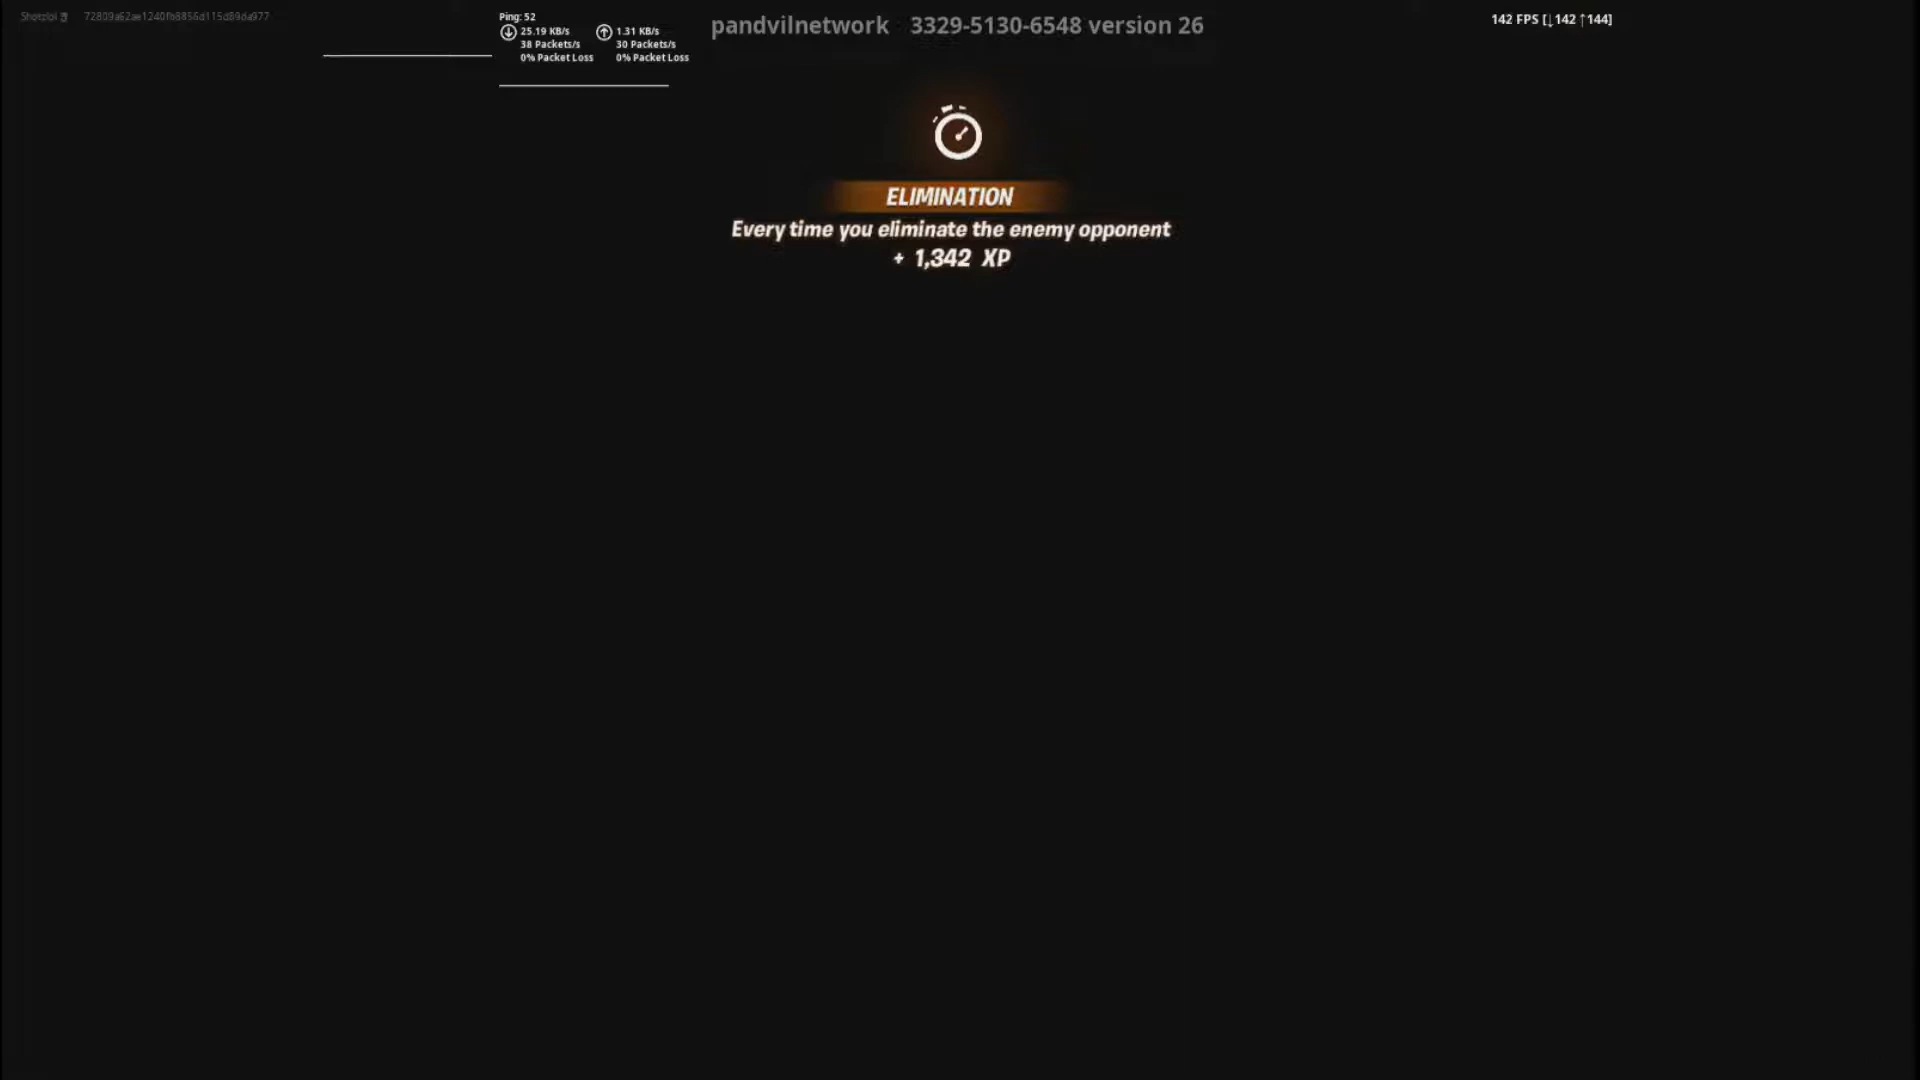 Ping: 52
25.19 KB/s
38 Packets/s
0% Packet Loss
1.31 KB/s
30 Packets/s
0% Packet Loss
pandvilnetwork 3329-5130-6548 version 26
142 FPS [↓142 ↑144]
ELIMINATION
Every time you eliminate the enemy opponent
+ 1,342 XP